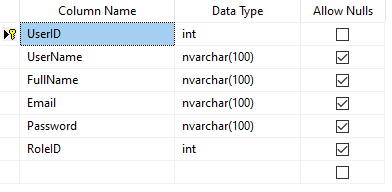 Column Name Data Type Allow Nulls
UserID int
UserName nvarchar(100)
FullName nvarchar(100)
Email nvarchar(100)
Password nvarchar(100)
RoleID int